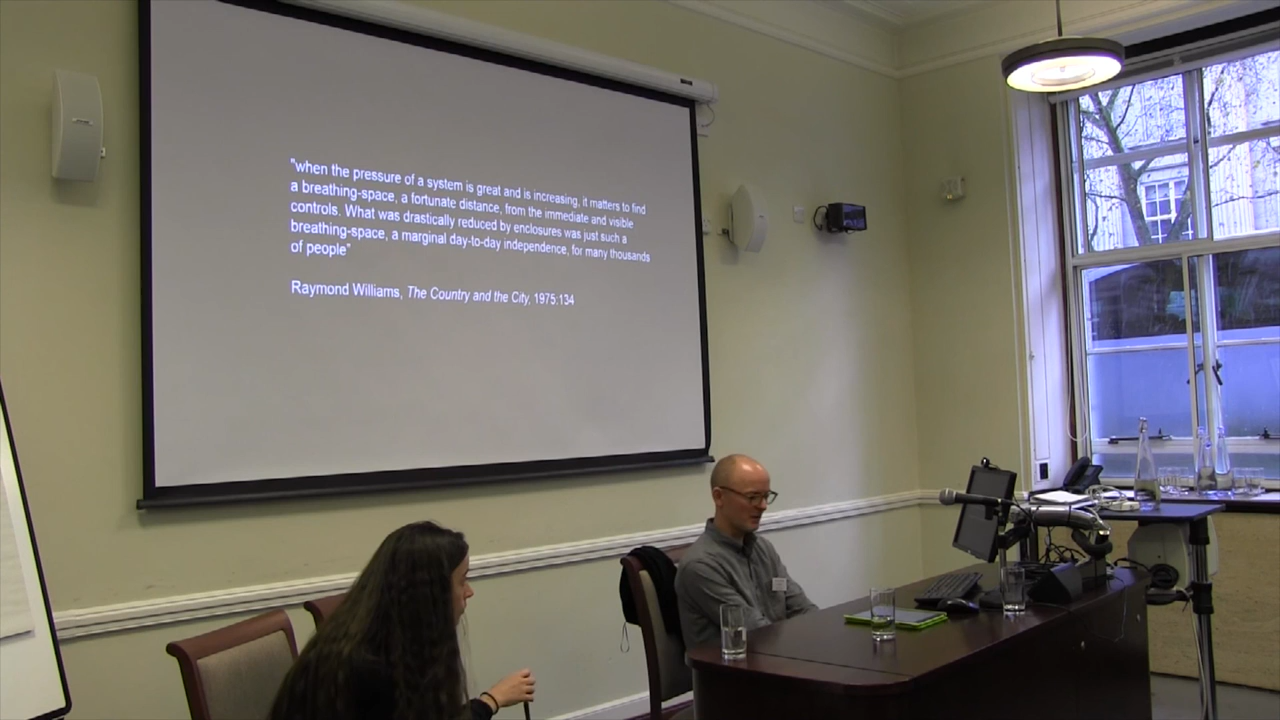 "when the pressure of a system is great and is increasing, it matters to find
a breathing-space, a fortunate distance, from the immediate and visible
controls. What was drastically reduced by enclosures was just such a
breathing-space, a marginal day-to-day independence, for many thousands
of people"
Raymond Williams, The Country and the City, 1975:134